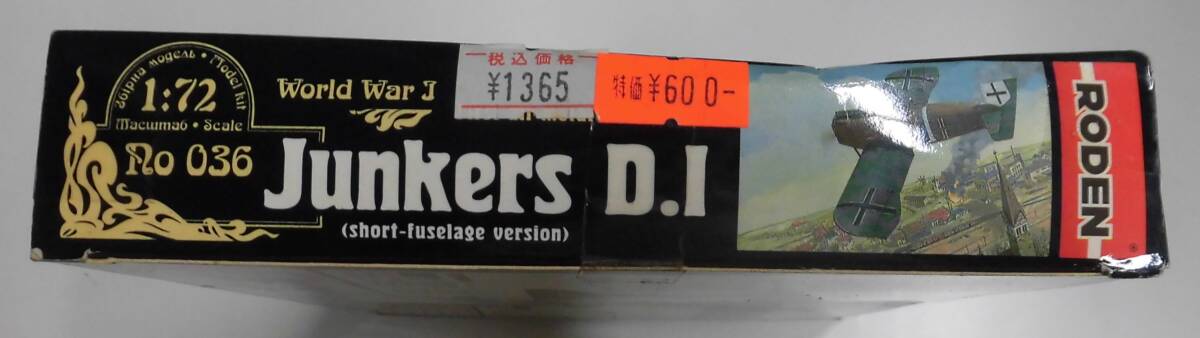 Збірна модель • Model kit
1:72
Масштаб • Scale
No 036
World War I
税込価格
¥1365
特価¥600-
Junkers D.I
(short-fuselage version)
RODEN
®